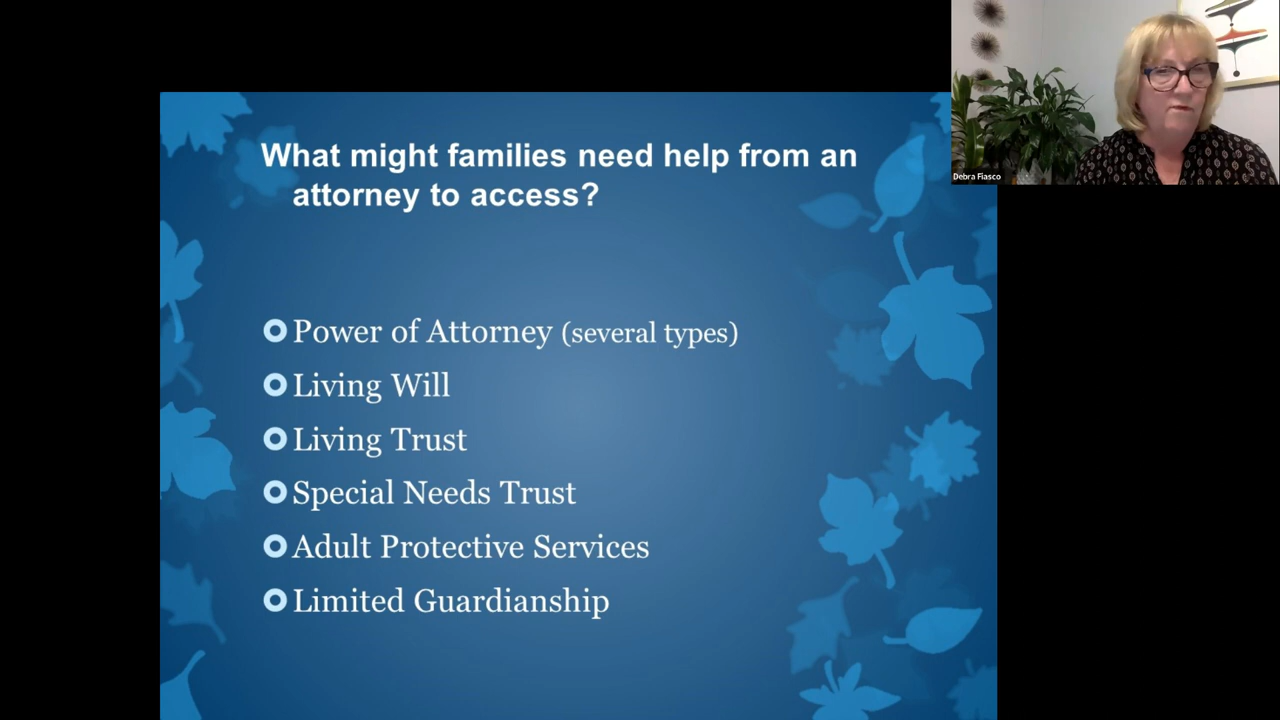 What might families need help from an
attorney to access?
Power of Attorney (several types)
Living Will
Living Trust
Special Needs Trust
Adult Protective Services
Limited Guardianship
Debra Fiasco